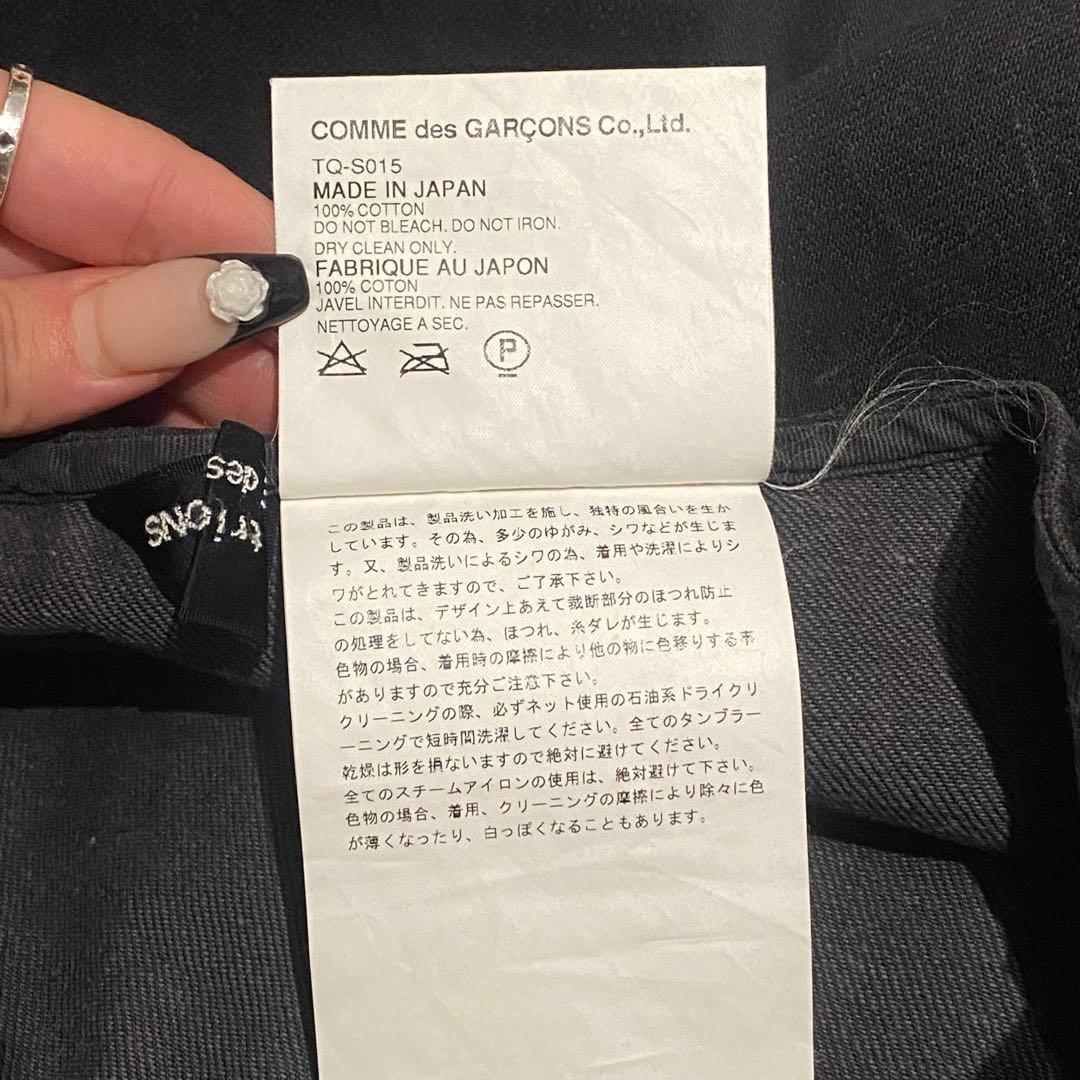 COMME des GARÇONS Co.,Ltd.
TQ-S015
MADE IN JAPAN
100% COTTON
DO NOT BLEACH. DO NOT IRON.
DRY CLEAN ONLY.
FABRIQUE AU JAPON
100% COTON
JAVEL INTERDIT. NE PAS REPASSER.
NETTOYAGE A SEC.
P
des
この製品は、製品洗い加工を施し、独特の風合いを生か
しています。その為、多少のゆがみ、シワなどが生じま
す。又、製品洗いによるシワの為、着用や洗濯によりシ
ワがとれてきますので、ご了承下さい。
この製品は、デザイン上あえて裁断部分のほつれ防止
の処理をしてない為、ほつれ、糸ダレが生じます。
色物の場合、着用時の摩擦により他の物に色移りする事
がありますので充分ご注意下さい。
クリーニングの際、必ずネット使用の石油系ドライクリ
ーニングで短時間洗濯してください。全てのタンブラー
乾燥は形を損ないますので絶対に避けてください。
全てのスチームアイロンの使用は、絶対避けて下さい。
色物の場合、着用、クリーニングの摩擦により除々に色
が薄くなったり、白っぽくなることもあります。